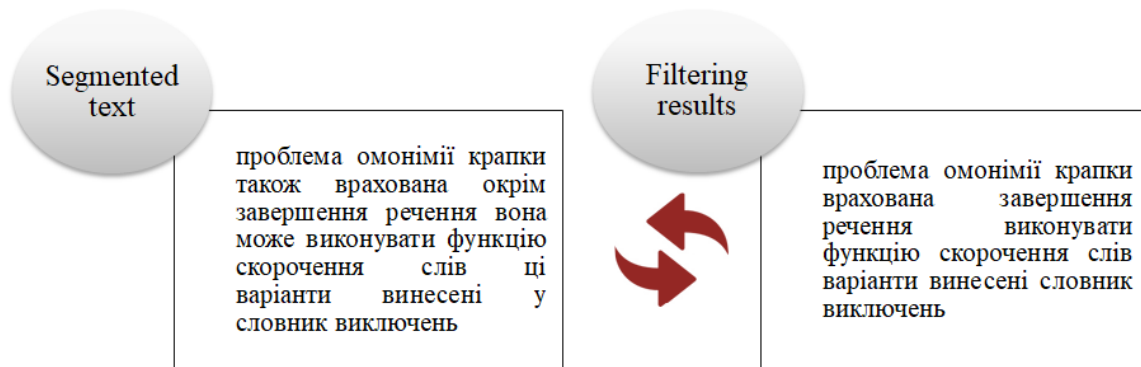 Segmented
text
проблема омонімії крапки
також врахована окрім
завершення речення вона
може виконувати функцію
скорочення слів ці
варіанти винесені у
словник виключень
Filtering
results
проблема омонімії крапки
врахована завершення
речення виконувати
функцію скорочення слів
варіанти винесені словник
виключень